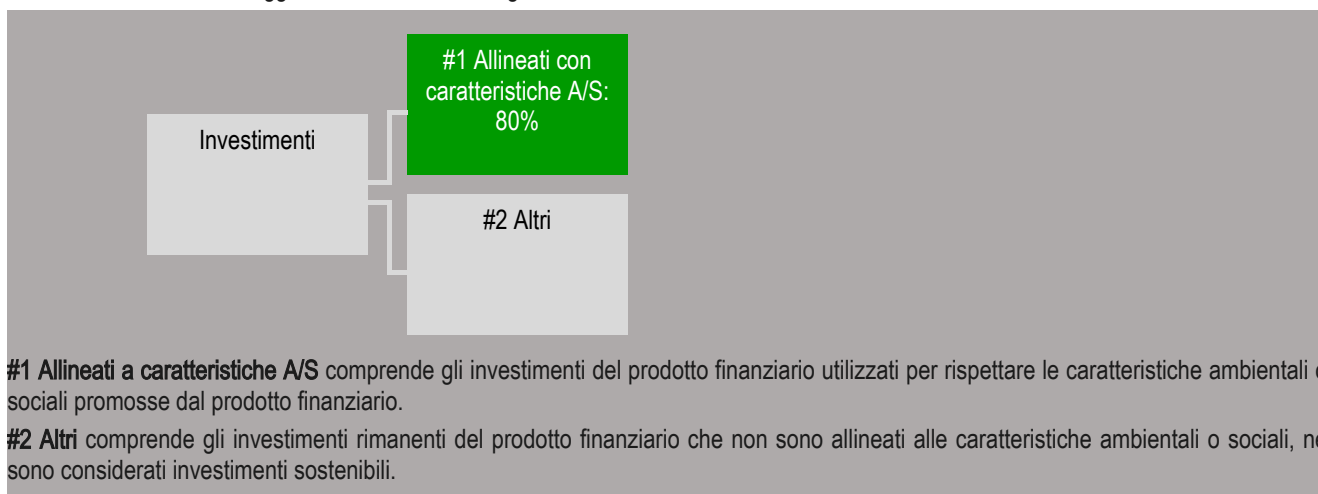 #1 Allineati con
caratteristiche A/S:
80%
Investimenti
#2 Altri
#1 Allineati a caratteristiche A/S comprende gli investimenti del prodotto finanziario utilizzati per rispettare le caratteristiche ambientali
sociali promosse dal prodotto finanziario.
#2 Altri comprende gli investimenti rimanenti del prodotto finanziario che non sono allineati alle caratteristiche ambientali o sociali,
sono considerati investimenti sostenibili.